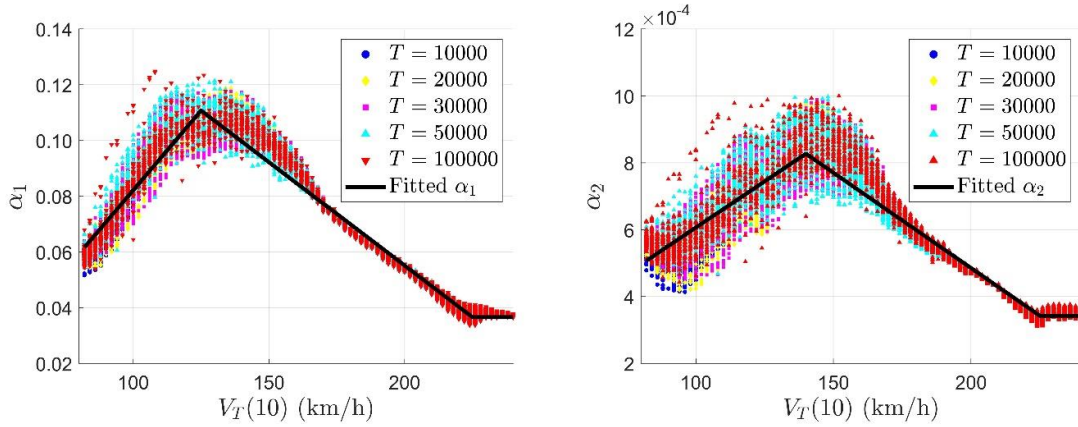 0.14
0.12
0.10
0.08
0.06
0.04
0.02
α₁
100
150
200
V_T(10) (km/h)
T = 10000
T = 20000
T = 30000
T = 50000
T = 100000
Fitted α₁
×10⁻⁴
12
10
8
6
4
2
α₂
100
150
200
V_T(10) (km/h)
T = 10000
T = 20000
T = 30000
T = 50000
T = 100000
Fitted α₂